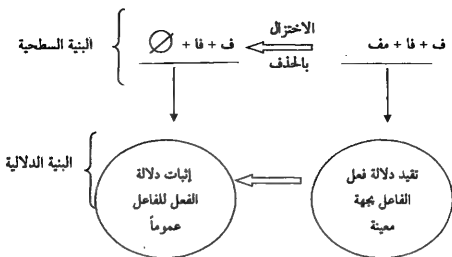 البنية السطحية
ف + فا + مف
الاختزال
بالحذف
ف + فا + ∅
البنية الدلالية
تقيد دلالة فعل
الفاعل بجهة
معينة
إثبات دلالة
الفعل للفاعل
عموماً